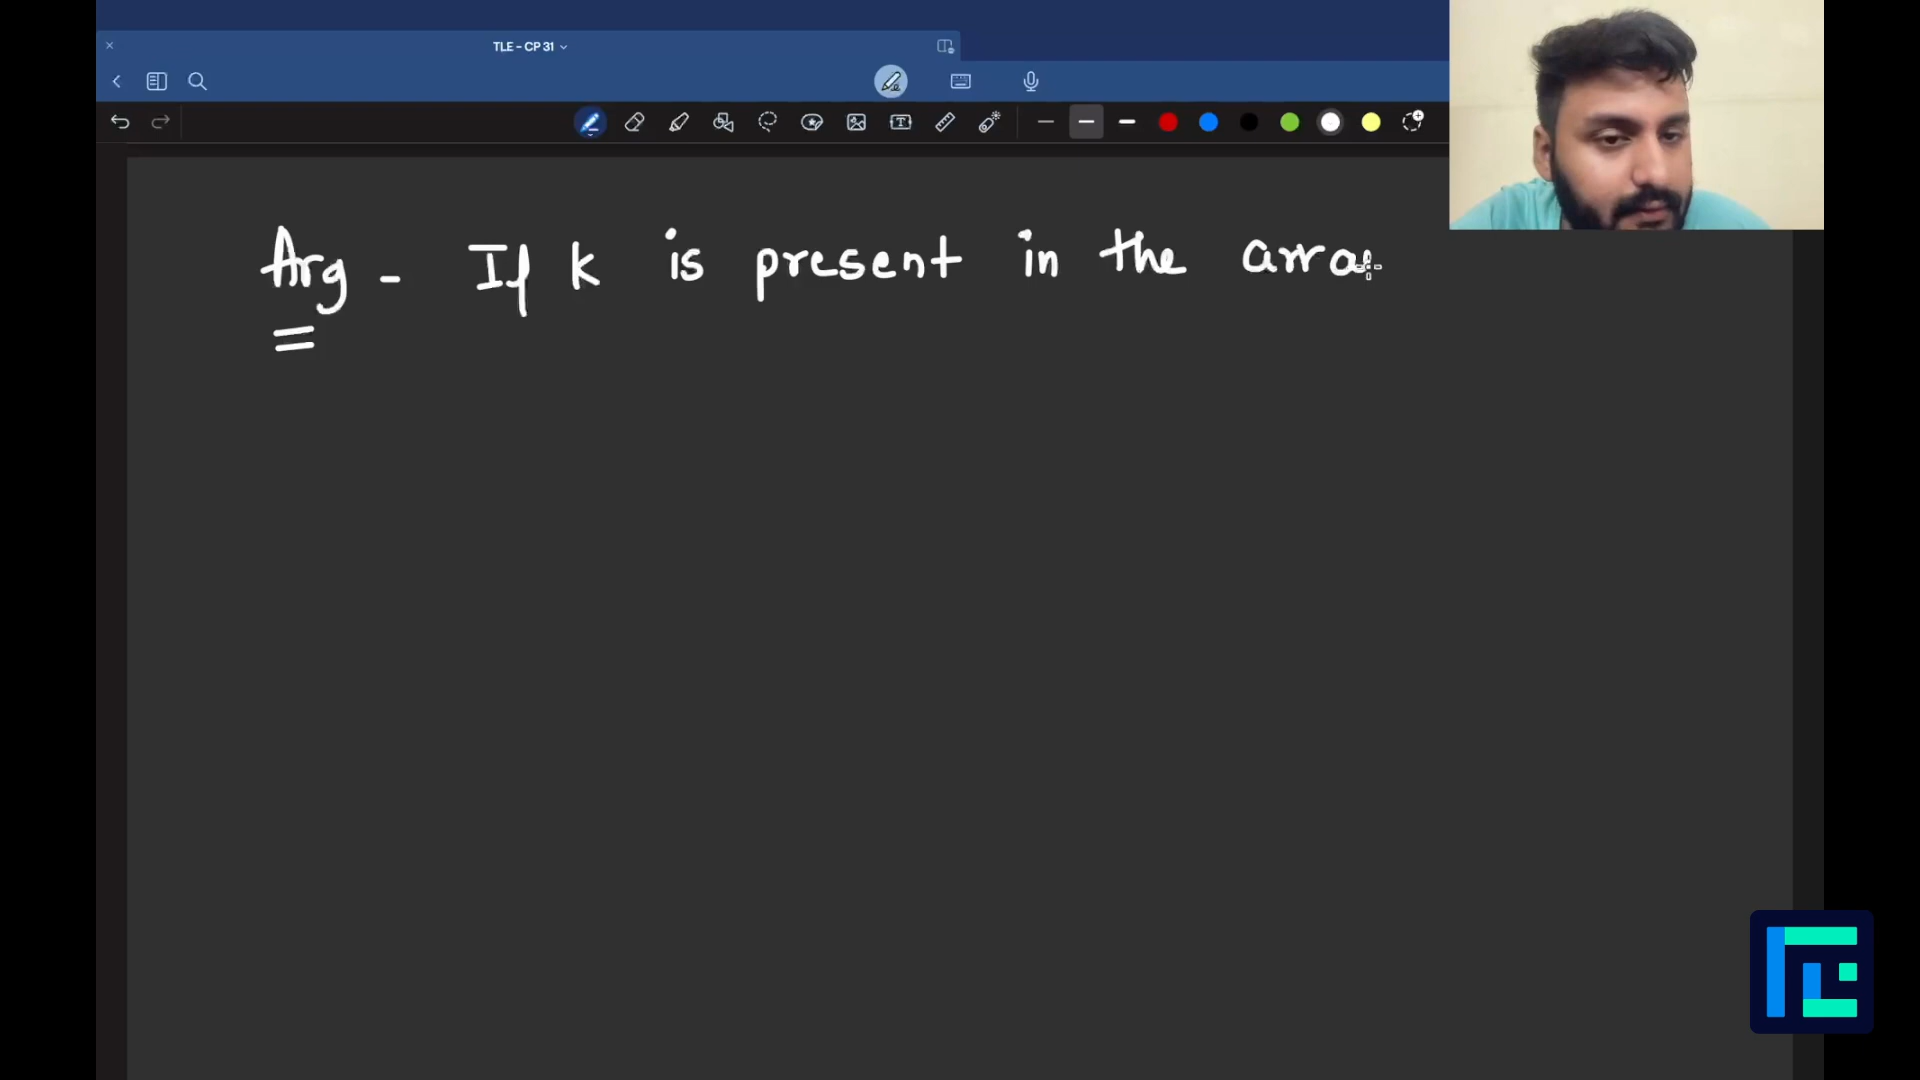 TLE - CP 31
Arg - If k is present in the arra